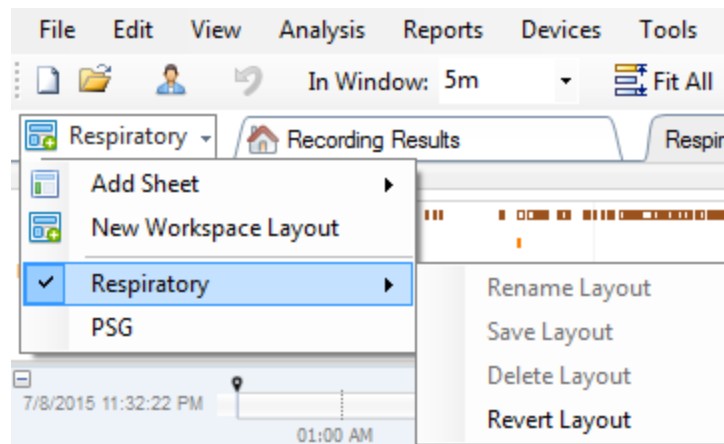 File Edit View Analysis Reports Devices Tools
In Window: 5m Fit All
Respiratory Recording Results Respir
Add Sheet
New Workspace Layout
Respiratory
PSG
Rename Layout
Save Layout
Delete Layout
Revert Layout
7/8/2015 11:32:22 PM
01:00 AM